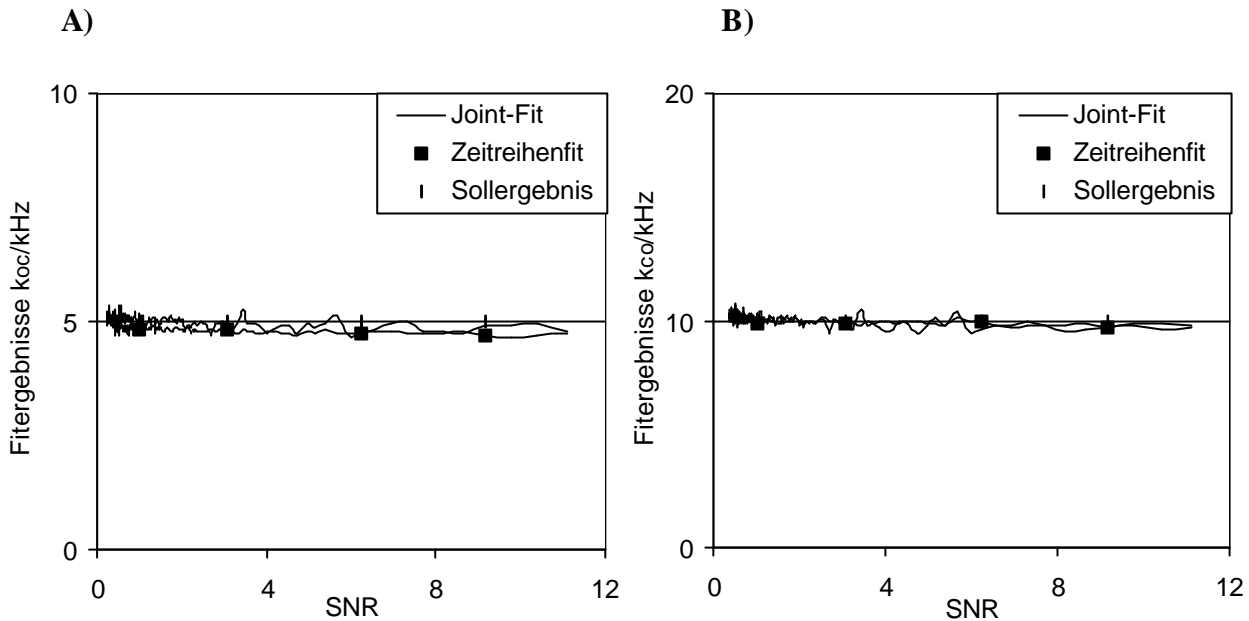 A)
10
Joint-Fit
Zeitreihenfit
Sollergebnis
Fitergebnisse koc/kHz
5
0
0
4
8
12
SNR
B)
20
Joint-Fit
Zeitreihenfit
Sollergebnis
Fitergebnisse kco/kHz
10
0
0
4
8
12
SNR